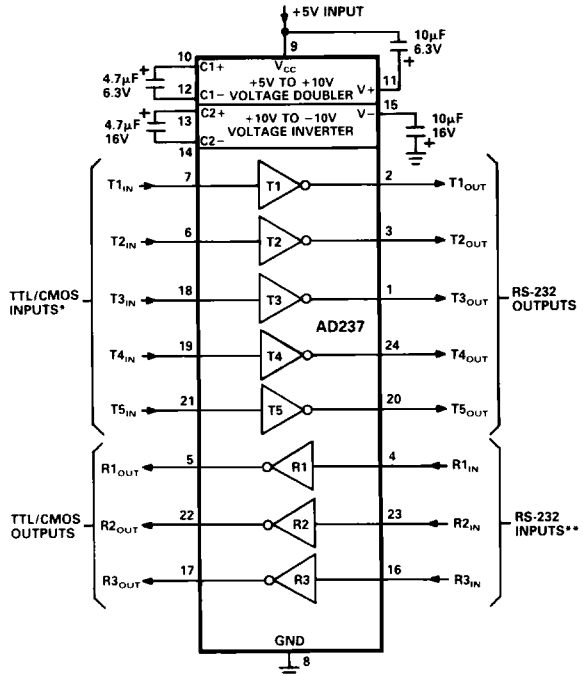 +5V INPUT
9
VCC
10μF
6.3V
+
10
C1+
4.7μF
6.3V
+
12
C1−
+5V TO +10V
VOLTAGE DOUBLER
V+
11
13
C2+
4.7μF
16V
+
C2−
14
+10V TO −10V
VOLTAGE INVERTER
V−
15
10μF
16V
+
TTL/CMOS
INPUTS*
T1IN 7 T1 2 T1OUT
T2IN 6 T2 3 T2OUT
T3IN 18 T3 1 T3OUT
AD237
T4IN 19 T4 24 T4OUT
T5IN 21 T5 20 T5OUT
RS-232
OUTPUTS
TTL/CMOS
OUTPUTS
R1OUT 5 R1 4 R1IN
R2OUT 22 R2 23 R2IN
R3OUT 17 R3 16 R3IN
RS-232
INPUTS**
GND
8